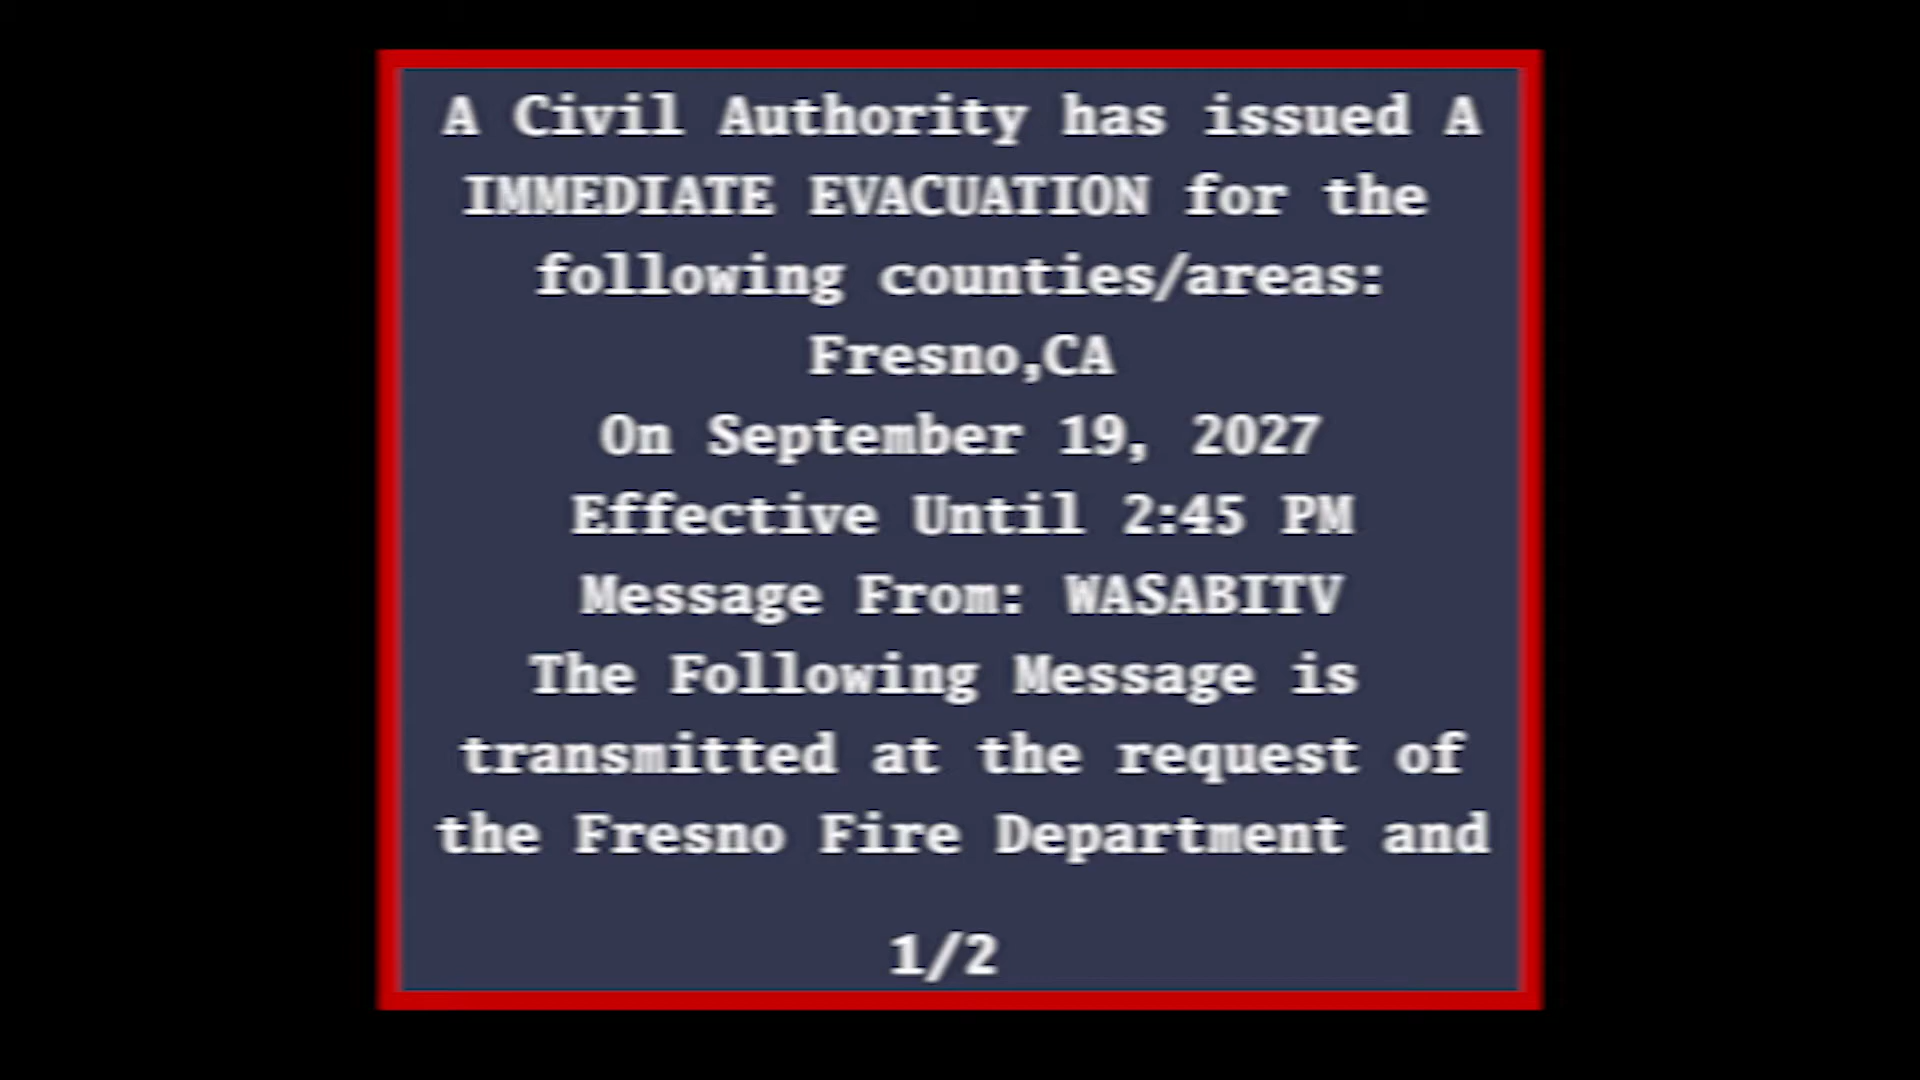 A Civil Authority has issued A
IMMEDIATE EVACUATION for the
following counties/areas:
Fresno,CA
On September 19, 2027
Effective Until 2:45 PM
Message From: WASABITV
The Following Message is
transmitted at the request of
the Fresno Fire Department and
1/2